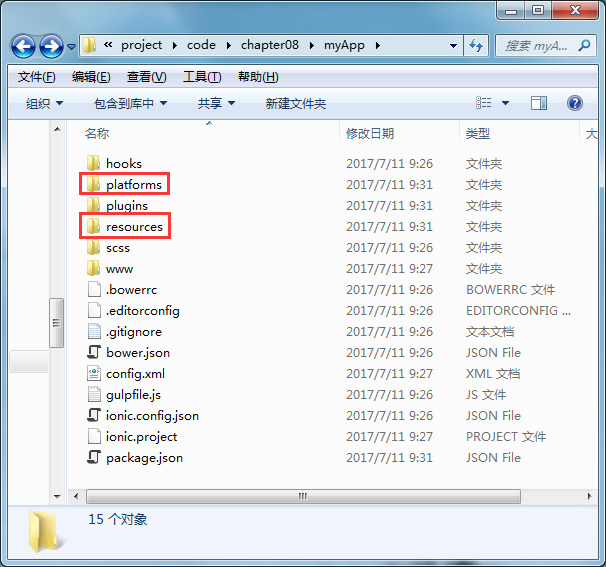 « project ▸ code ▸ chapter08 ▸ myApp ▸ 搜索 myA...
文件(F) 编辑(E) 查看(V) 工具(T) 帮助(H)
组织 包含到库中 共享 新建文件夹
名称 修改日期 类型 大
hooks 2017/7/11 9:26 文件夹
platforms 2017/7/11 9:31 文件夹
plugins 2017/7/11 9:31 文件夹
resources 2017/7/11 9:31 文件夹
scss 2017/7/11 9:26 文件夹
www 2017/7/11 9:27 文件夹
.bowerrc 2017/7/11 9:26 BOWERRC 文件
.editorconfig 2017/7/11 9:26 EDITORCONFIG ...
.gitignore 2017/7/11 9:26 文本文档
bower.json 2017/7/11 9:26 JSON File
config.xml 2017/7/11 9:27 XML 文档
gulpfile.js 2017/7/11 9:26 JS 文件
ionic.config.json 2017/7/11 9:26 JSON File
ionic.project 2017/7/11 9:27 PROJECT 文件
package.json 2017/7/11 9:31 JSON File
15 个对象